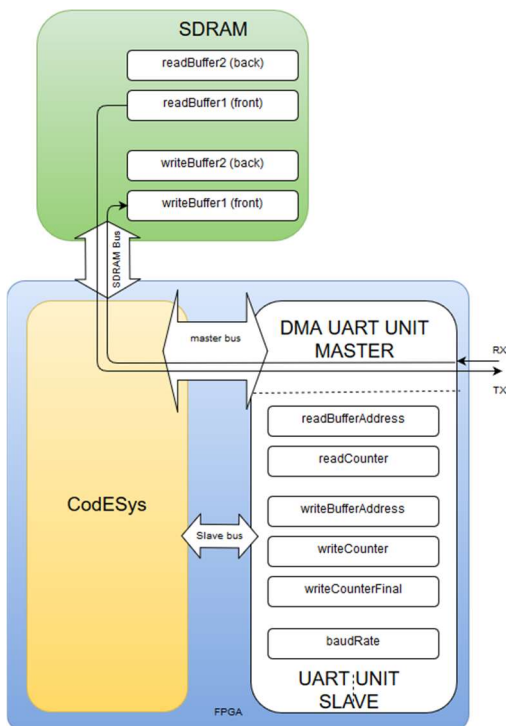 SDRAM
readBuffer2 (back)
readBuffer1 (front)
writeBuffer2 (back)
writeBuffer1 (front)
SDRAM Bus
master bus
DMA UART UNIT
MASTER
RX
TX
readBufferAddress
readCounter
CodESys
writeBufferAddress
Slave bus
writeCounter
writeCounterFinal
baudRate
UART UNIT
SLAVE
FPGA